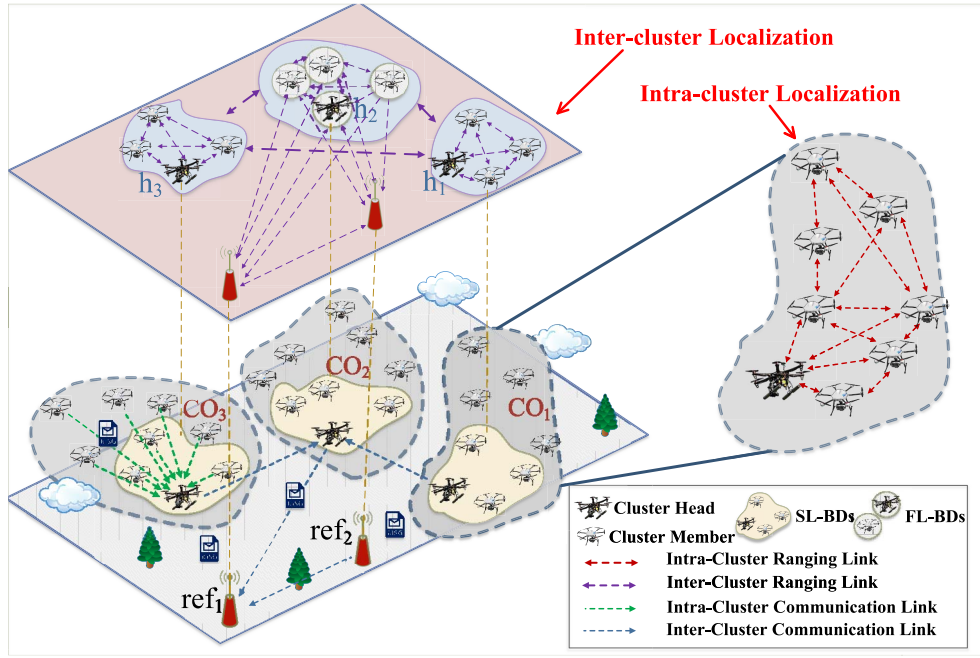 Inter-cluster Localization
Intra-cluster Localization
h2
h3
h1
CO2
CO3
CO1
ref2
ref1
Cluster Head
SL-BDs
FL-BDs
Cluster Member
Intra-Cluster Ranging Link
Inter-Cluster Ranging Link
Intra-Cluster Communication Link
Inter-Cluster Communication Link